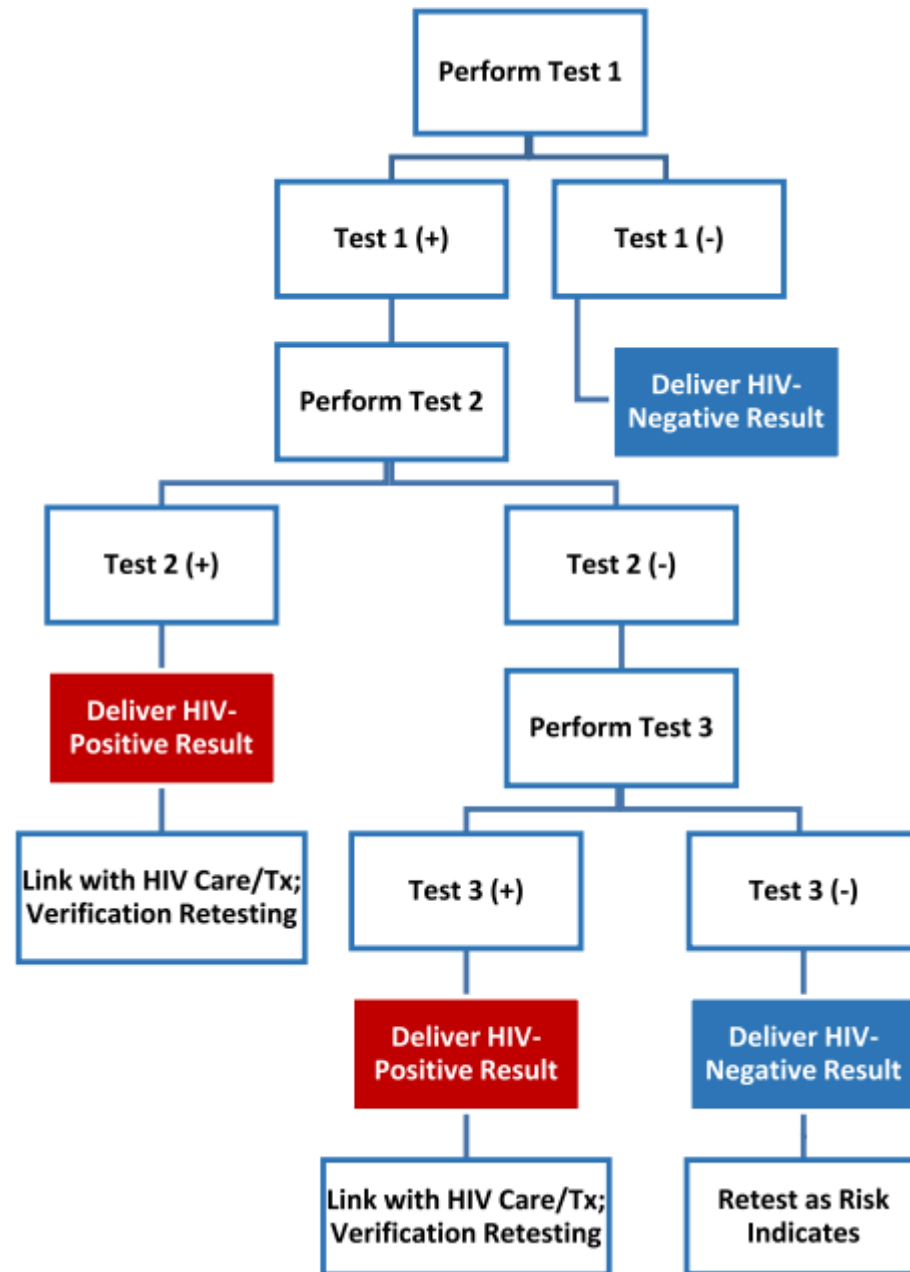 Perform Test 1
Test 1 (+)
Test 1 (-)
Perform Test 2
Deliver HIV-
Negative Result
Test 2 (+)
Test 2 (-)
Deliver HIV-
Positive Result
Perform Test 3
Link with HIV Care/Tx;
Verification Retesting
Test 3 (+)
Test 3 (-)
Deliver HIV-
Positive Result
Deliver HIV-
Negative Result
Link with HIV Care/Tx;
Verification Retesting
Retest as Risk
Indicates